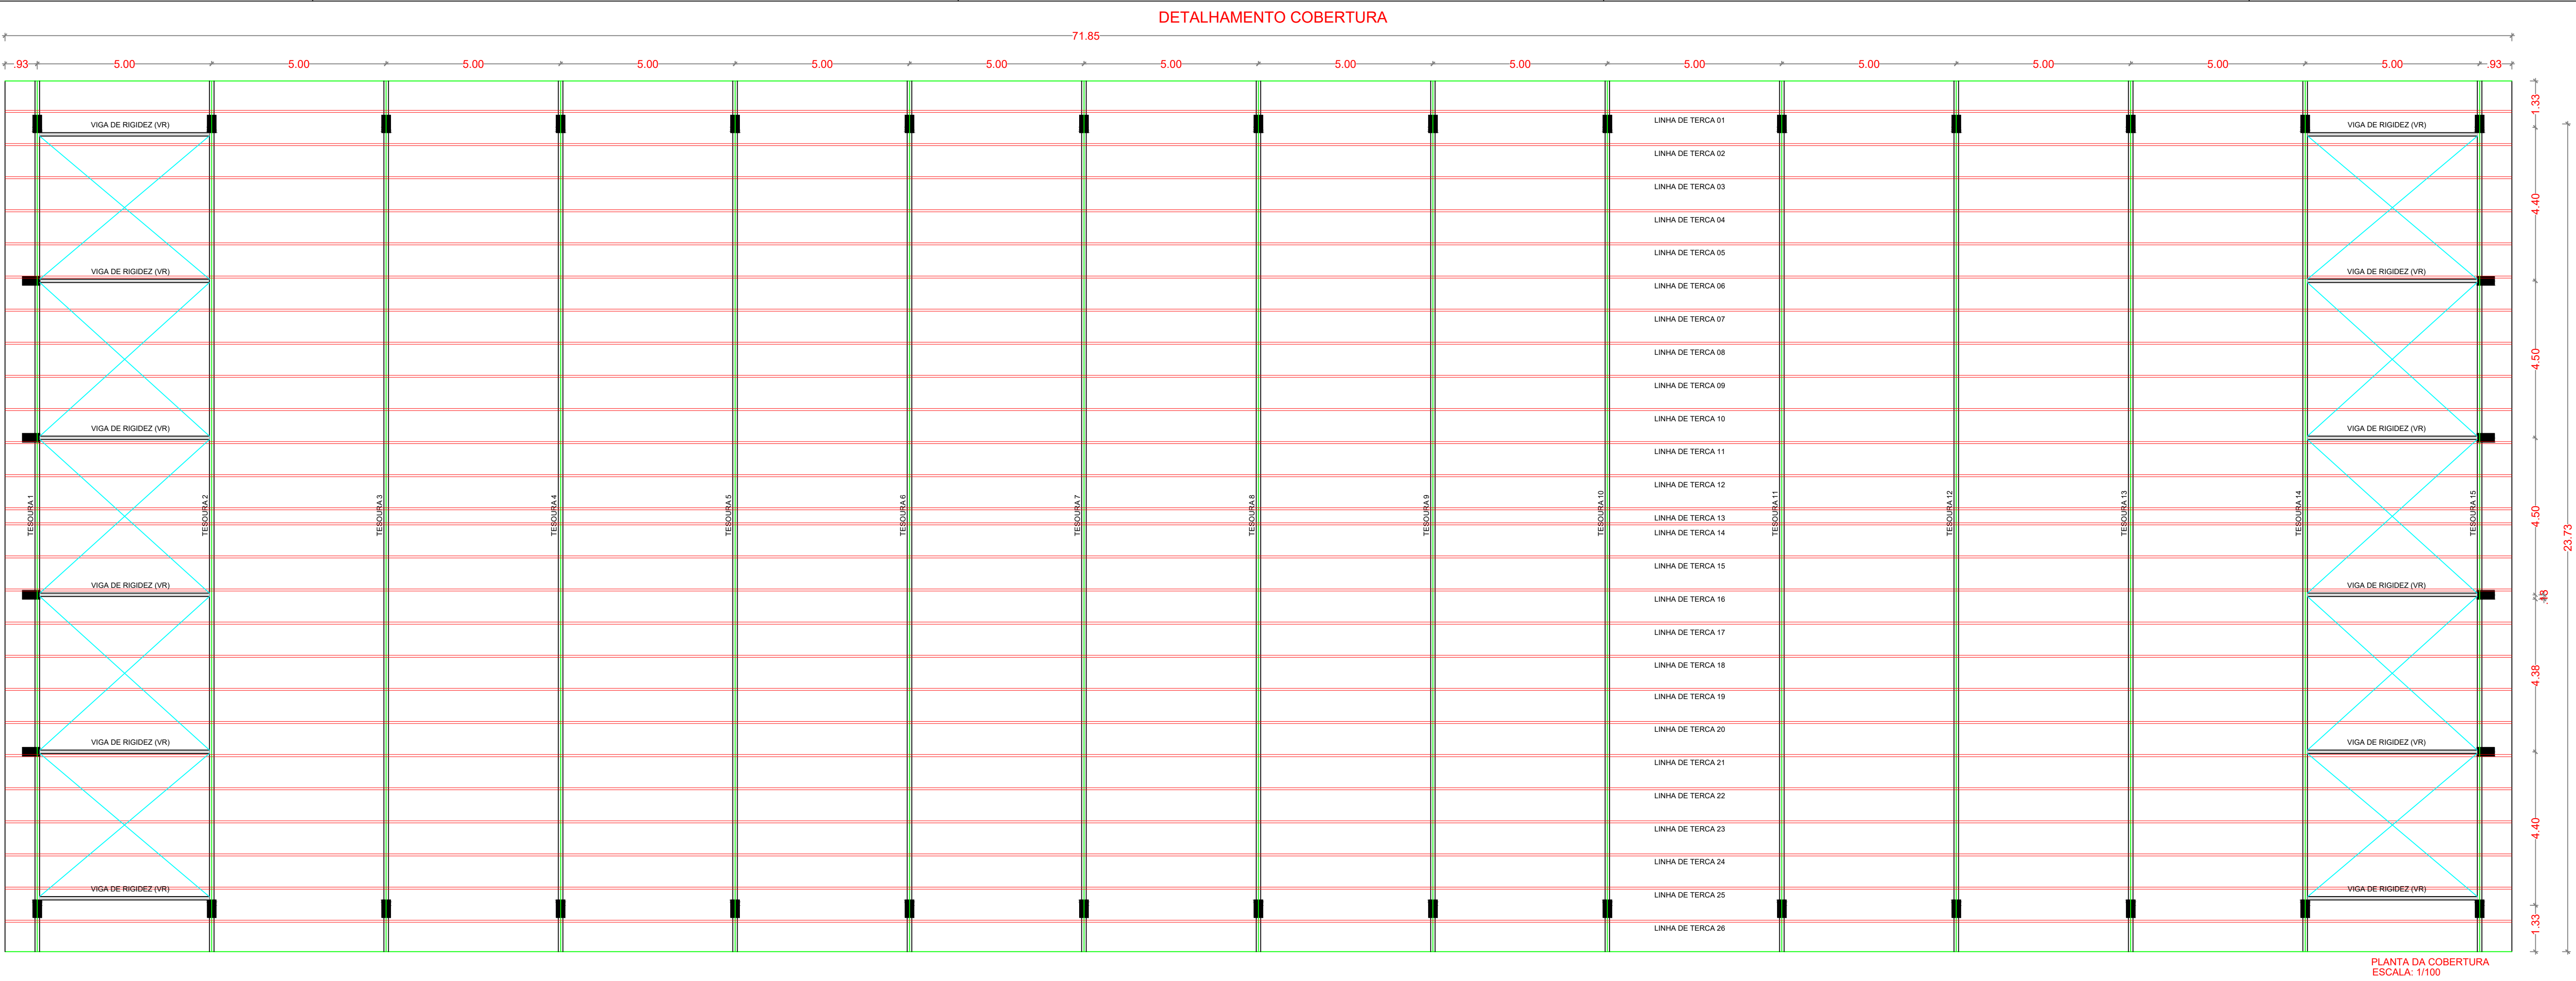 DETALHAMENTO COBERTURA
71.85
.93 5.00 5.00 5.00 5.00 5.00 5.00 5.00 5.00 5.00 5.00 5.00 5.00 5.00 5.00 .93
1.33
LINHA DE TERCA 01
VIGA DE RIGIDEZ (VR) VIGA DE RIGIDEZ (VR)
LINHA DE TERCA 02
LINHA DE TERCA 03
4.40
LINHA DE TERCA 04
LINHA DE TERCA 05
VIGA DE RIGIDEZ (VR) VIGA DE RIGIDEZ (VR)
LINHA DE TERCA 06
LINHA DE TERCA 07
LINHA DE TERCA 08
4.50
LINHA DE TERCA 09
LINHA DE TERCA 10
VIGA DE RIGIDEZ (VR) VIGA DE RIGIDEZ (VR)
LINHA DE TERCA 11
LINHA DE TERCA 12
TESOURA 1 TESOURA 2 TESOURA 3 TESOURA 4 TESOURA 5 TESOURA 6 TESOURA 7 TESOURA 8 TESOURA 9 TESOURA 10 TESOURA 11 TESOURA 12 TESOURA 13 TESOURA 14 TESOURA 15
LINHA DE TERCA 13
4.50
LINHA DE TERCA 14
23.73
LINHA DE TERCA 15
VIGA DE RIGIDEZ (VR) VIGA DE RIGIDEZ (VR)
LINHA DE TERCA 16
LINHA DE TERCA 17
LINHA DE TERCA 18
4.38
LINHA DE TERCA 19
LINHA DE TERCA 20
VIGA DE RIGIDEZ (VR) VIGA DE RIGIDEZ (VR)
LINHA DE TERCA 21
LINHA DE TERCA 22
LINHA DE TERCA 23
4.40
LINHA DE TERCA 24
VIGA DE RIGIDEZ (VR) VIGA DE RIGIDEZ (VR)
LINHA DE TERCA 25
1.33
LINHA DE TERCA 26
PLANTA DA COBERTURA
ESCALA: 1/100